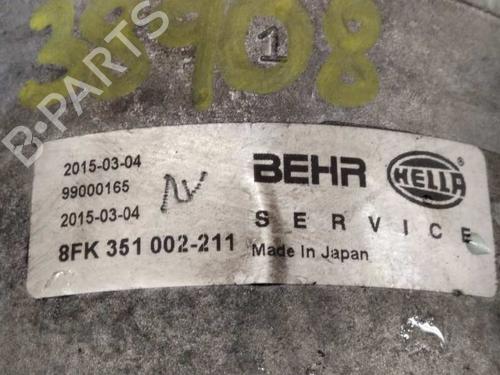 38908
1
B-PARTS
2015-03-04
99000165
2015-03-04
8FK 351 002-211
BEHR
HELLA
SERVICE
Made In Japan